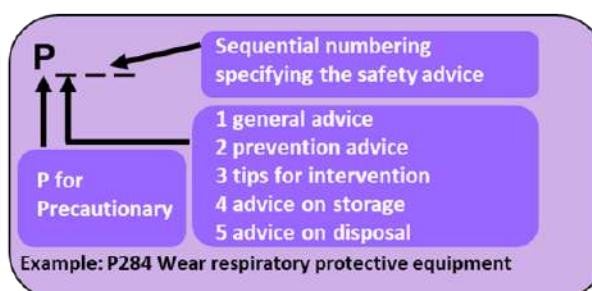 P _ _ _
Sequential numbering
specifying the safety advice
1 general advice
2 prevention advice
3 tips for intervention
4 advice on storage
5 advice on disposal
P for
Precautionary
Example: P284 Wear respiratory protective equipment